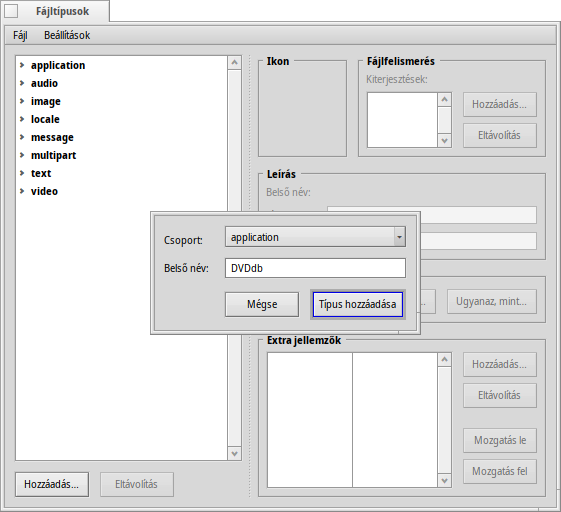 Fájltípusok
Fájl Beállítások
application
audio
image
locale
message
multipart
text
video
Hozzáadás... Eltávolítás
Ikon
Fájlfelismerés
Kiterjesztések:
Hozzáadás...
Eltávolítás
Leírás
Belső név:
Csoport: application
Belső név: DVDdb
Mégse Típus hozzáadása
Ugyanaz, mint...
Extra jellemzők
Hozzáadás...
Eltávolítás
Mozgatás le
Mozgatás fel